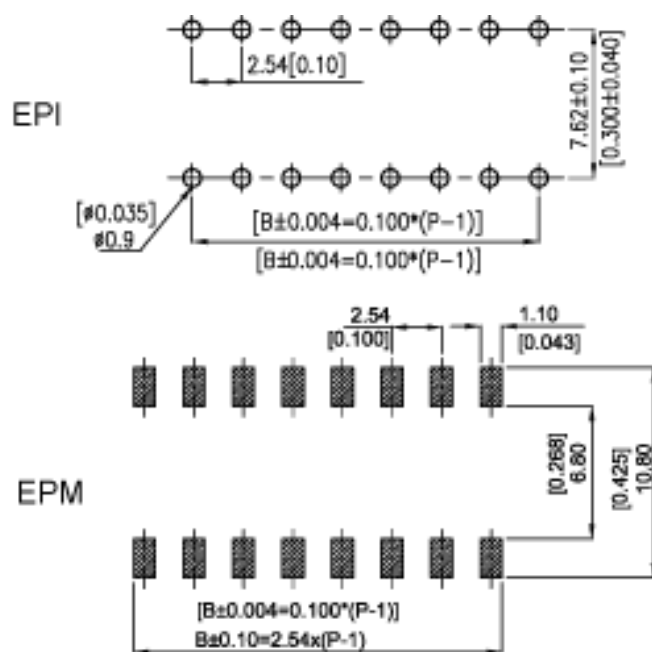 2.54[0.10]
EPI
7.62±0.10
[0.300±0.040]
[ø0.035]
ø0.9
[B±0.004=0.100*(P-1)]
[B±0.004=0.100*(P-1)]
2.54
[0.100]
1.10
[0.043]
EPM
[0.268]
6.80
[0.425]
10.80
[B±0.004=0.100*(P-1)]
B±0.10=2.54x(P-1)